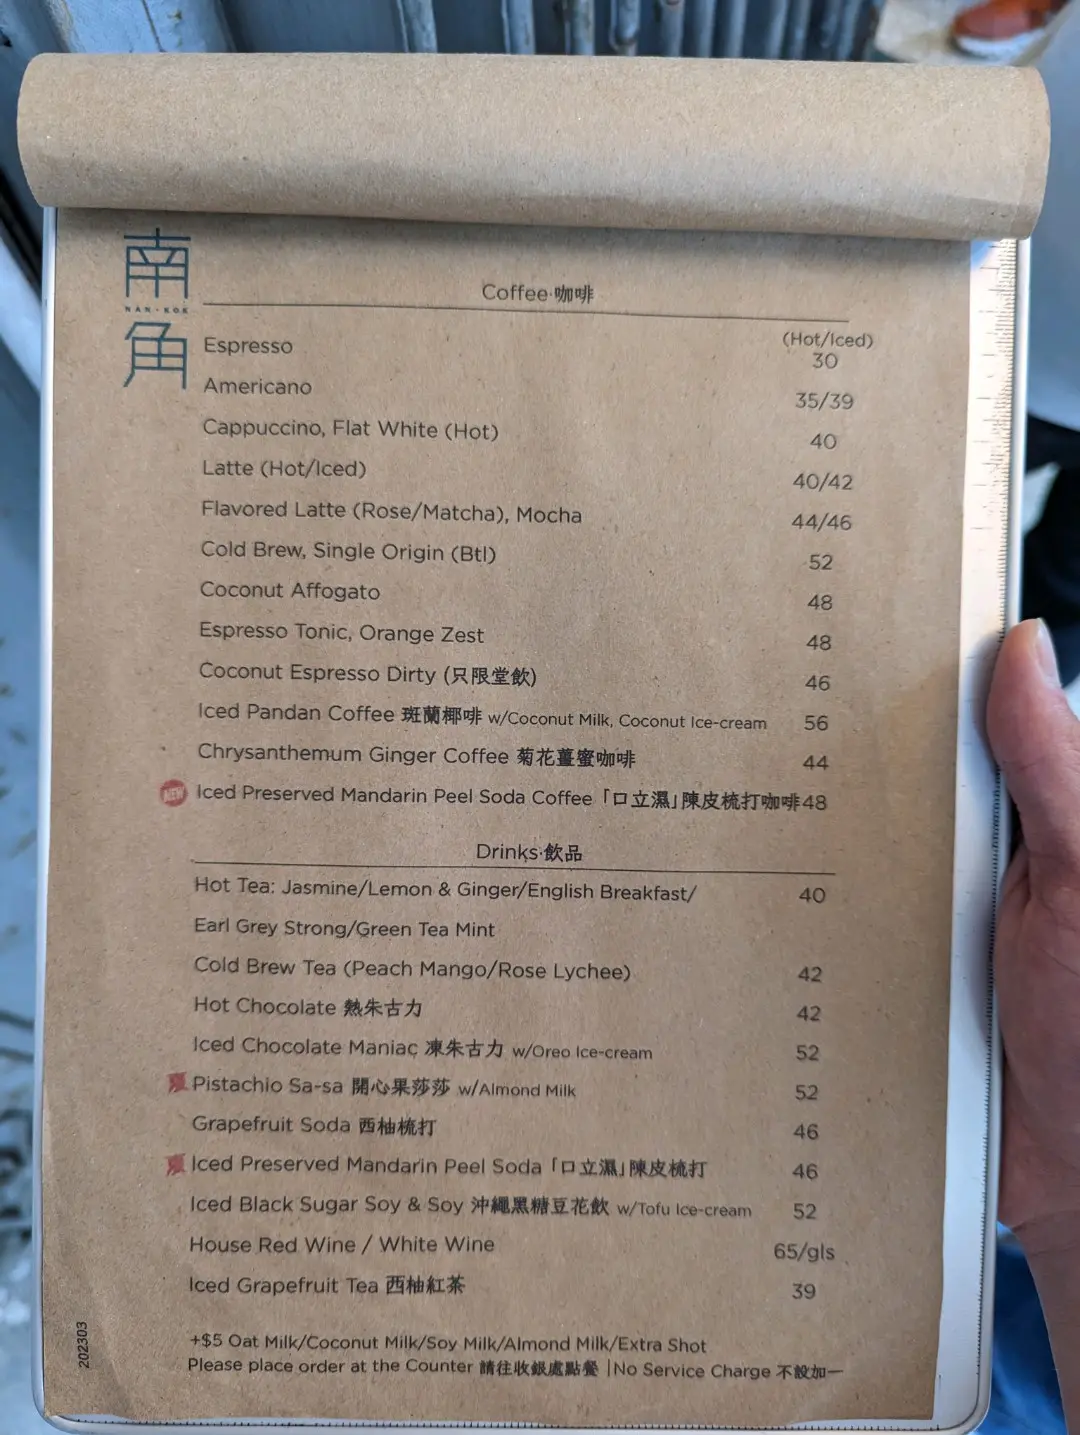 南
NAN-KOK
角
Coffee·咖啡
(Hot/Iced)
Espresso 30
Americano 35/39
Cappuccino, Flat White (Hot) 40
Latte (Hot/Iced) 40/42
Flavored Latte (Rose/Matcha), Mocha 44/46
Cold Brew, Single Origin (Btl) 52
Coconut Affogato 48
Espresso Tonic, Orange Zest 48
Coconut Espresso Dirty (只限堂飲) 46
Iced Pandan Coffee 斑蘭椰啡 w/Coconut Milk, Coconut Ice-cream 56
Chrysanthemum Ginger Coffee 菊花薑蜜咖啡 44
NEW Iced Preserved Mandarin Peel Soda Coffee「口立濕」陳皮梳打咖啡 48
Drinks·飲品
Hot Tea: Jasmine/Lemon & Ginger/English Breakfast/ 40
Earl Grey Strong/Green Tea Mint
Cold Brew Tea (Peach Mango/Rose Lychee) 42
Hot Chocolate 熱朱古力 42
Iced Chocolate Maniac 凍朱古力 w/Oreo Ice-cream 52
Pistachio Sa-sa 開心果莎莎 w/Almond Milk 52
Grapefruit Soda 西柚梳打 46
Iced Preserved Mandarin Peel Soda「口立濕」陳皮梳打 46
Iced Black Sugar Soy & Soy 沖繩黑糖豆花飲 w/Tofu Ice-cream 52
House Red Wine / White Wine 65/gls
Iced Grapefruit Tea 西柚紅茶 39
+$5 Oat Milk/Coconut Milk/Soy Milk/Almond Milk/Extra Shot
Please place order at the Counter 請往收銀處點餐 |No Service Charge 不設加一
202303